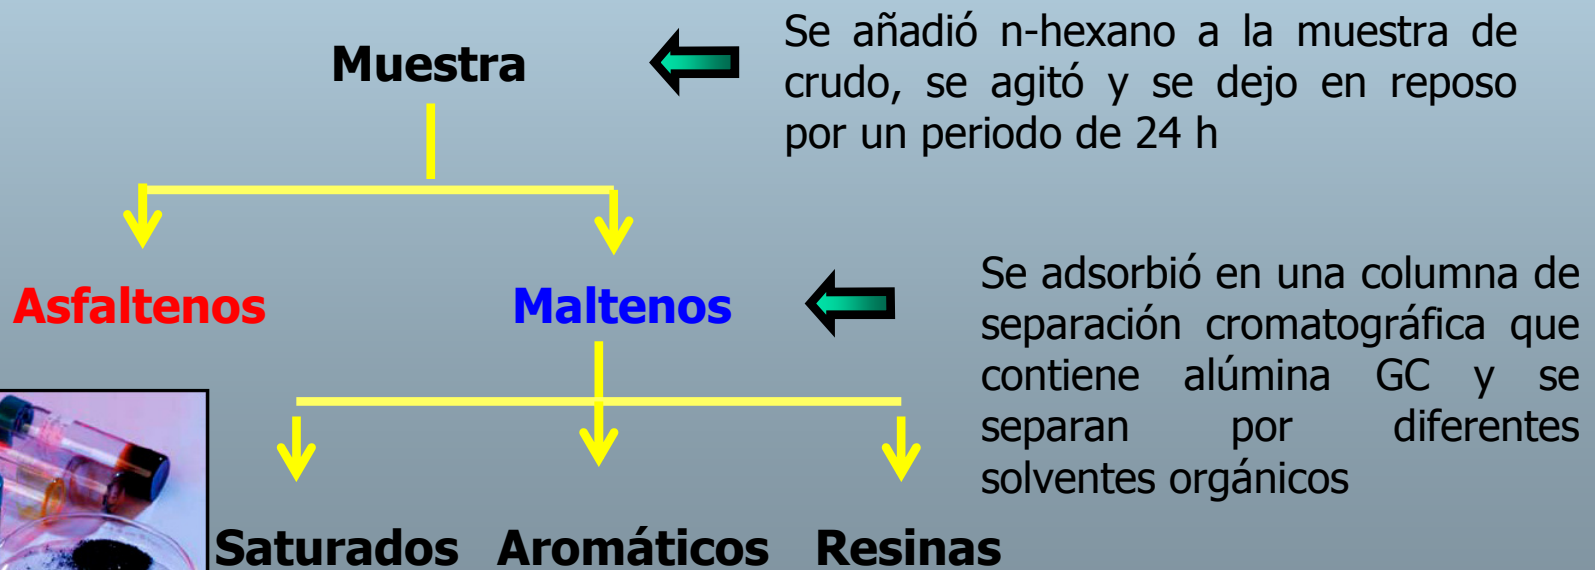 Muestra
Se añadió n-hexano a la muestra de
crudo, se agitó y se dejo en reposo
por un periodo de 24 h
Asfaltenos
Maltenos
Se adsorbió en una columna de
separación cromatográfica que
contiene alúmina GC y se
separan por diferentes
solventes orgánicos
Saturados
Aromáticos
Resinas